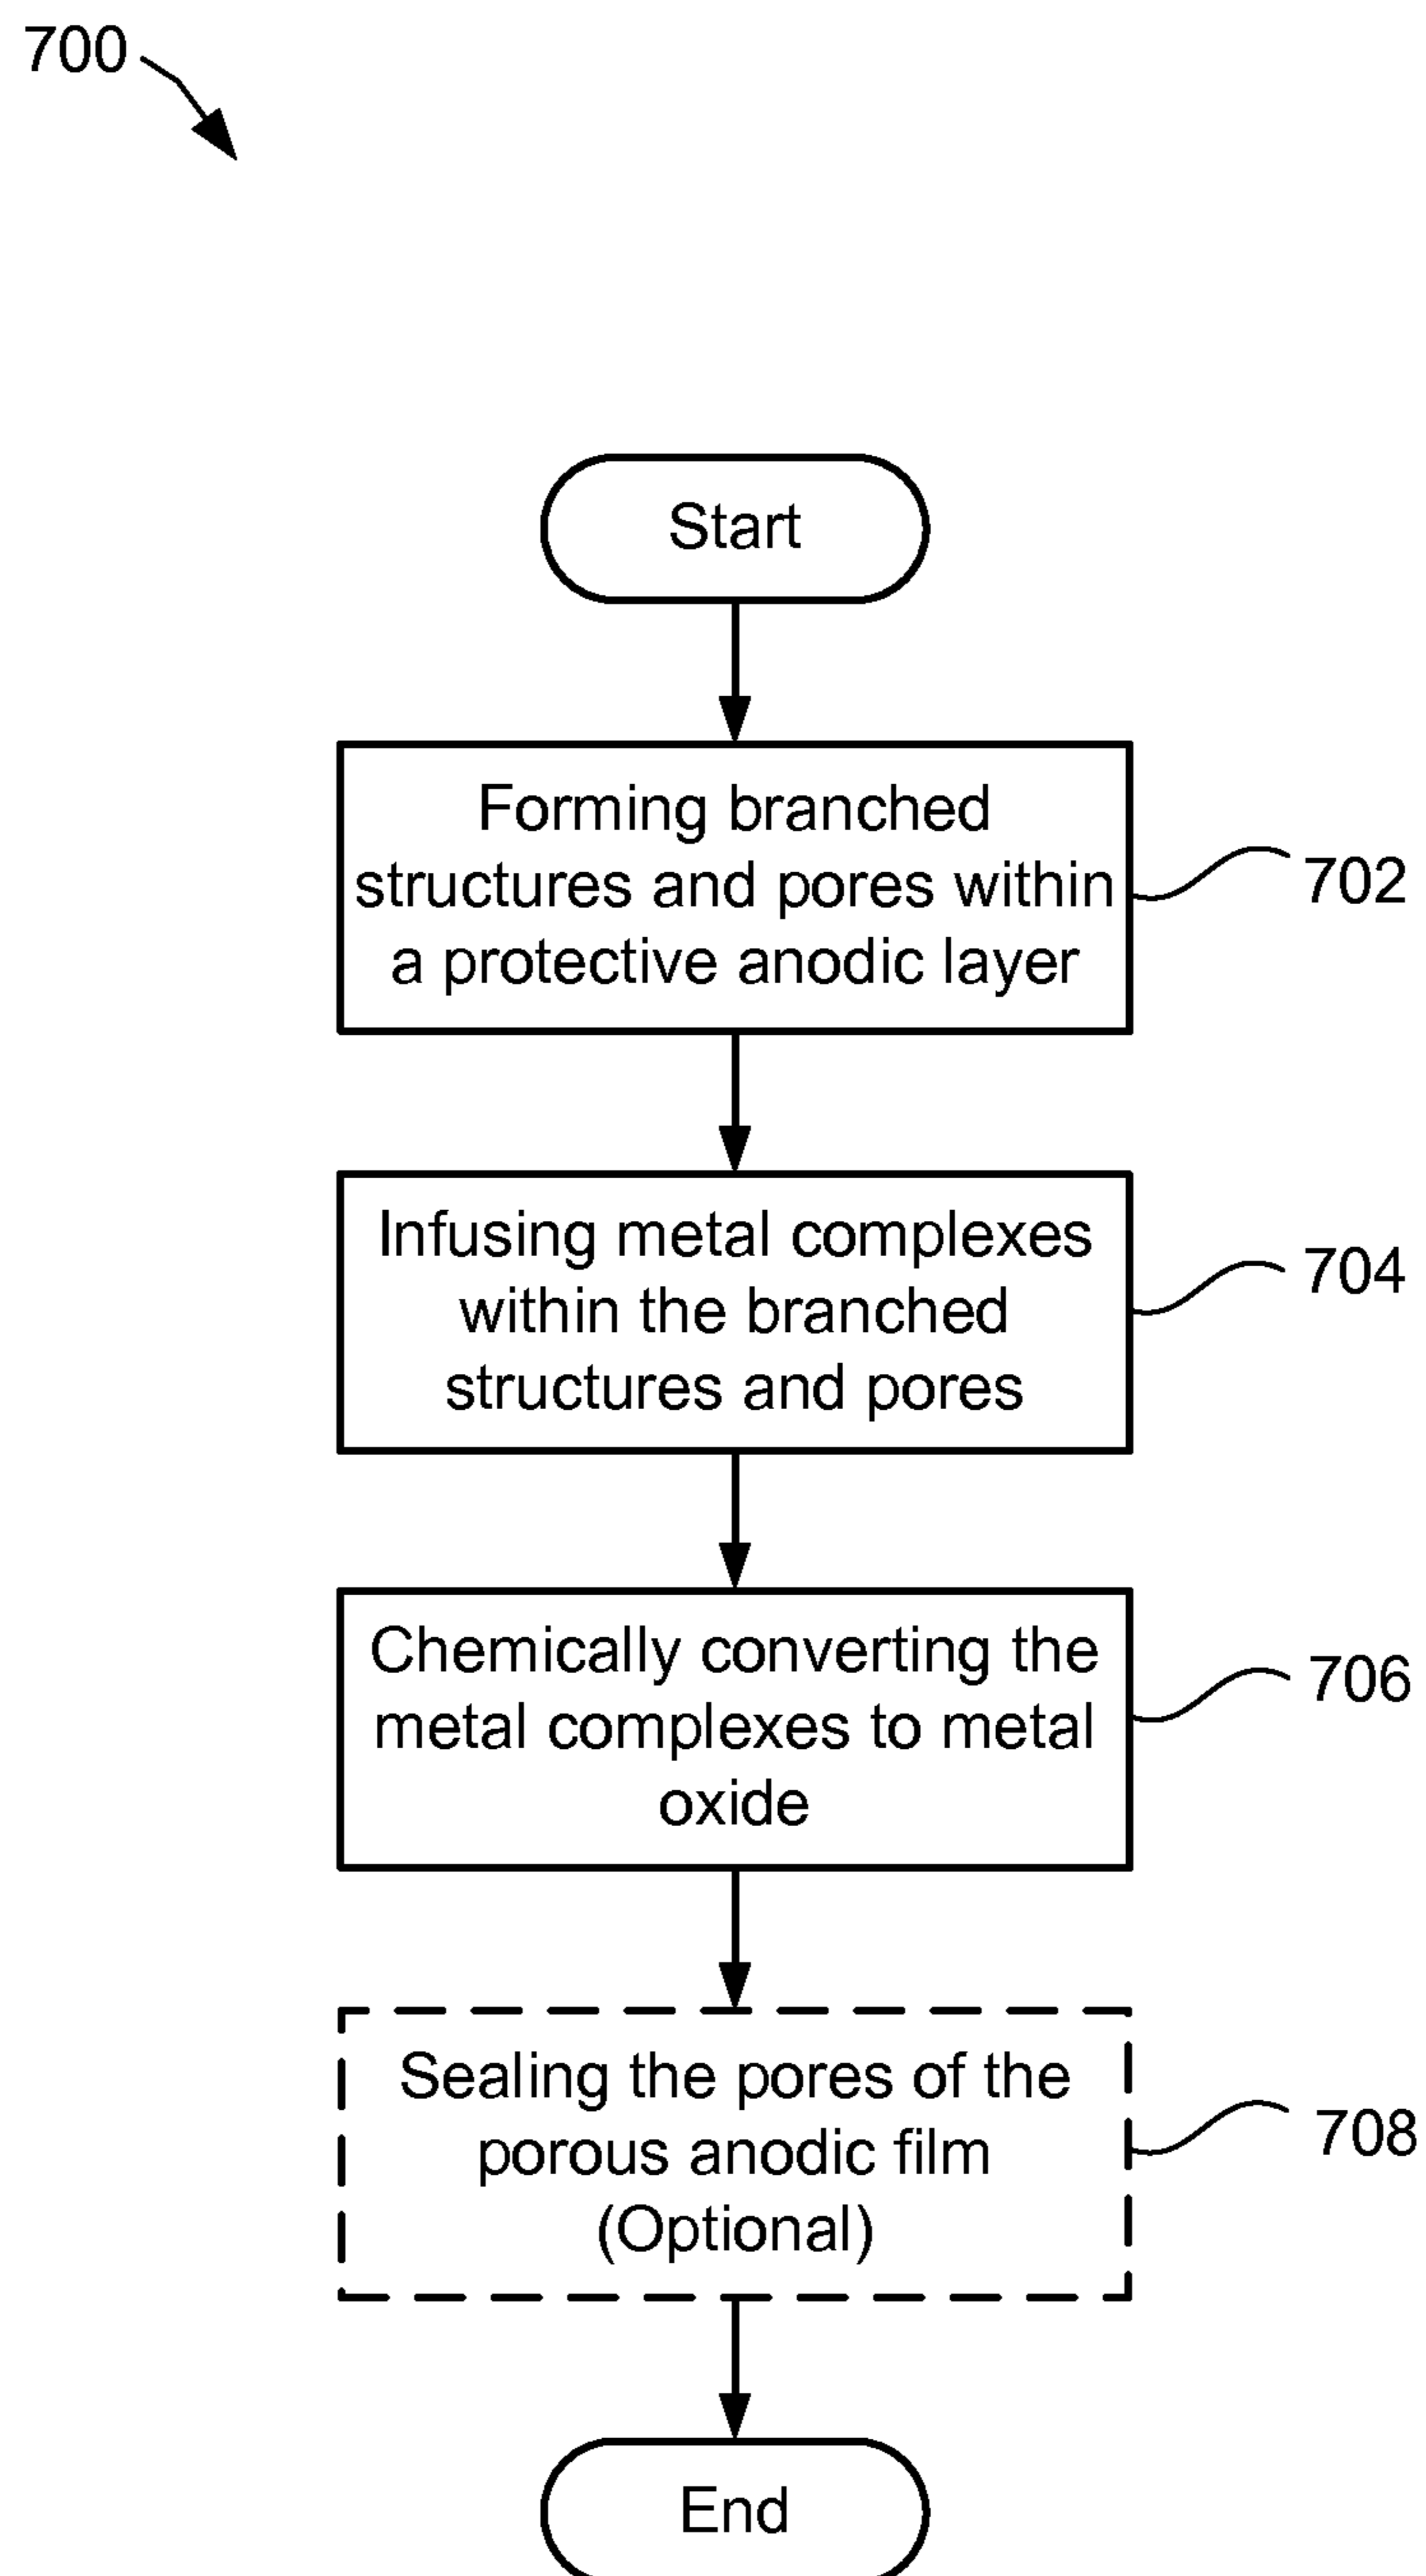 700
Start
Forming branched
structures and pores within
a protective anodic layer
702
Infusing metal complexes
within the branched
structures and pores
704
Chemically converting the
metal complexes to metal
oxide
706
Sealing the pores of the
porous anodic film
(Optional)
708
End